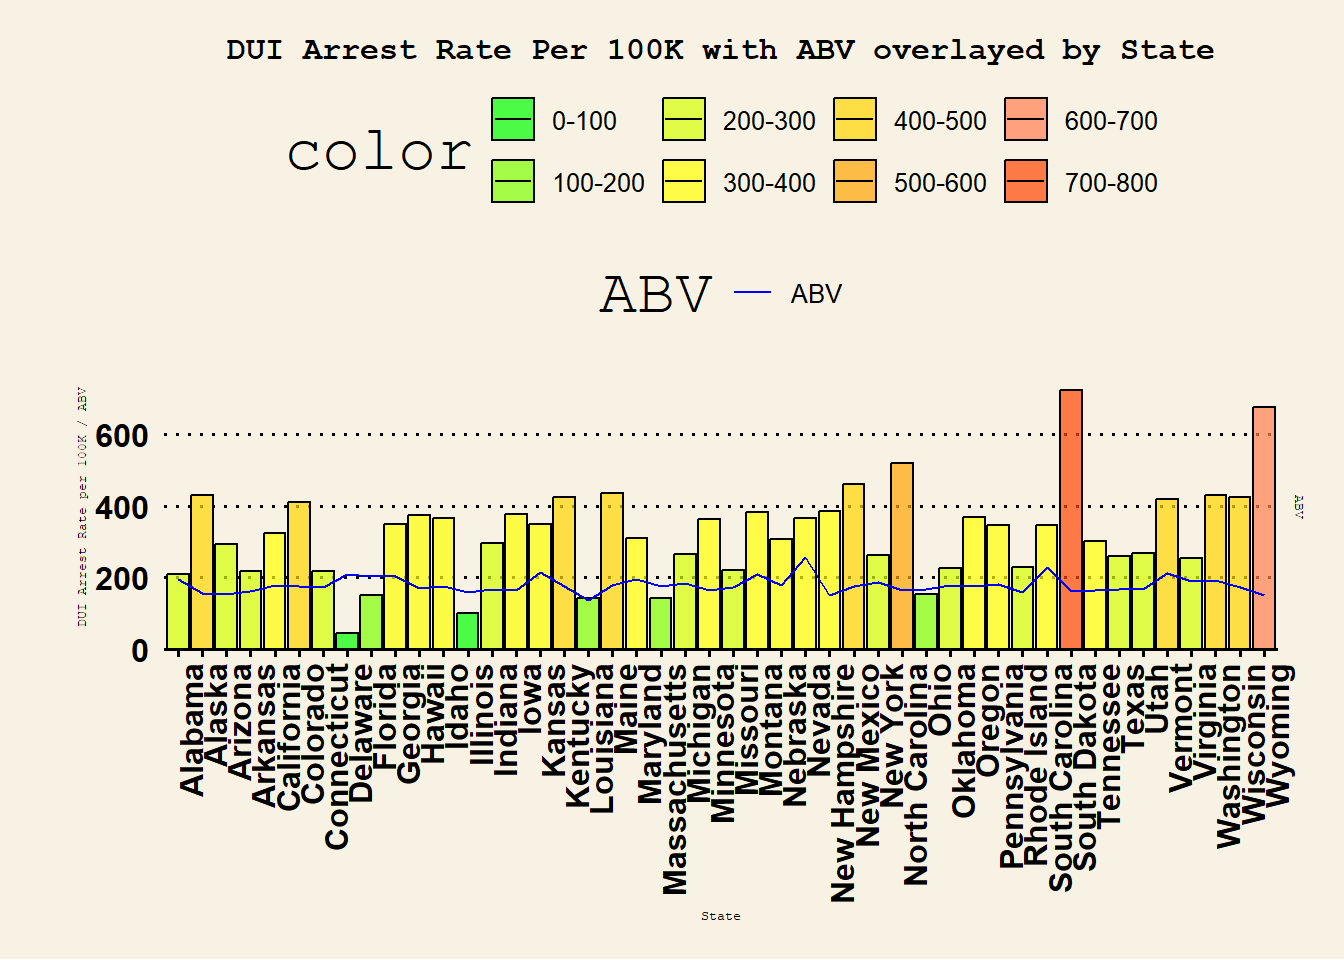 DUI Arrest Rate Per 100K with ABV overlayed by State
color
0-100
200-300
400-500
600-700
100-200
300-400
500-600
700-800
ABV
ABV
DUI Arrest Rate per 100K / ABV
600
400
200
0
ABV
Alabama
Alaska
Arizona
Arkansas
California
Colorado
Connecticut
Delaware
Florida
Georgia
Hawaii
Idaho
Illinois
Indiana
Iowa
Kansas
Kentucky
Louisiana
Maine
Maryland
Massachusetts
Michigan
Minnesota
Missouri
Montana
Nebraska
Nevada
New Hampshire
New Mexico
New York
North Carolina
Ohio
Oklahoma
Oregon
Pennsylvania
Rhode Island
South Carolina
South Dakota
Tennessee
Texas
Utah
Vermont
Virginia
Washington
Wisconsin
Wyoming
State